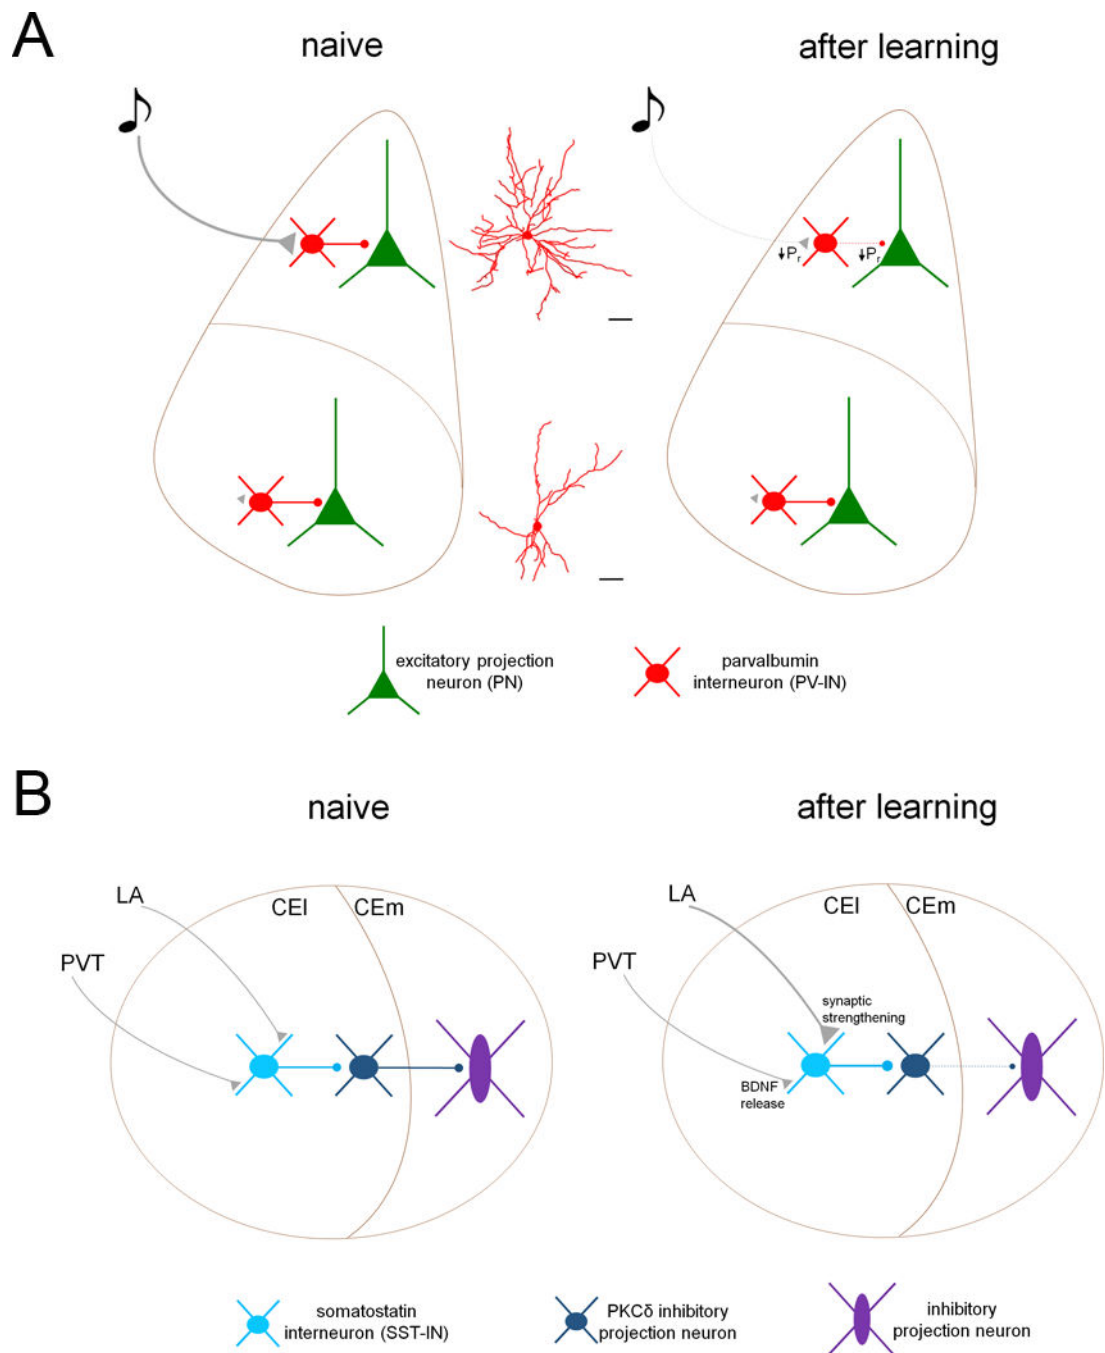 A
naive
after learning
↓Pr
↓Pr
excitatory projection
neuron (PN)
parvalbumin
interneuron (PV-IN)
B
naive
after learning
LA
CEl
CEm
PVT
LA
CEl
CEm
PVT
synaptic
strengthening
BDNF
release
somatostatin
interneuron (SST-IN)
PKCδ inhibitory
projection neuron
inhibitory
projection neuron